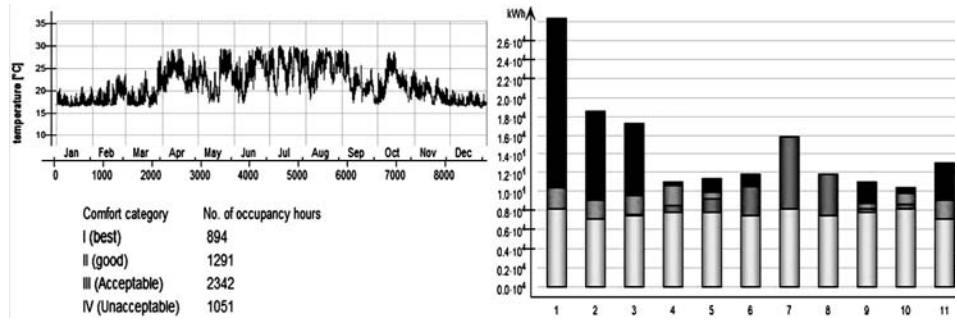 temperature [°C]
35
30
25
20
15
10
Jan Feb Mar Apr May Jun Jul Aug Sep Oct Nov Dec
0 1000 2000 3000 4000 5000 6000 7000 8000
Comfort category No. of occupancy hours
I (best) 894
II (good) 1291
III (Acceptable) 2342
IV (Unacceptable) 1051
kWh
2.6·10⁴
2.4·10⁴
2.2·10⁴
2.0·10⁴
1.8·10⁴
1.6·10⁴
1.4·10⁴
1.2·10⁴
1.0·10⁴
0.8·10⁴
0.6·10⁴
0.4·10⁴
0.2·10⁴
0.0·10⁴
1 2 3 4 5 6 7 8 9 10 11